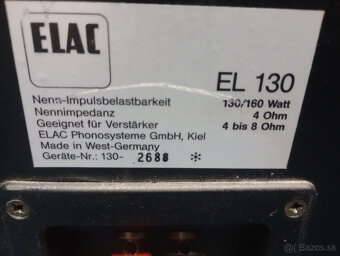 ELAC
EL 130
Nenn-Impulsbelastbarkeit 130/160 Watt
Nennimpedanz 4 Ohm
Geeignet für Verstärker 4 bis 8 Ohm
ELAC Phonosysteme GmbH, Kiel
Made in West-Germany
Geräte-Nr.: 130- 2688 *
Bazos.sk